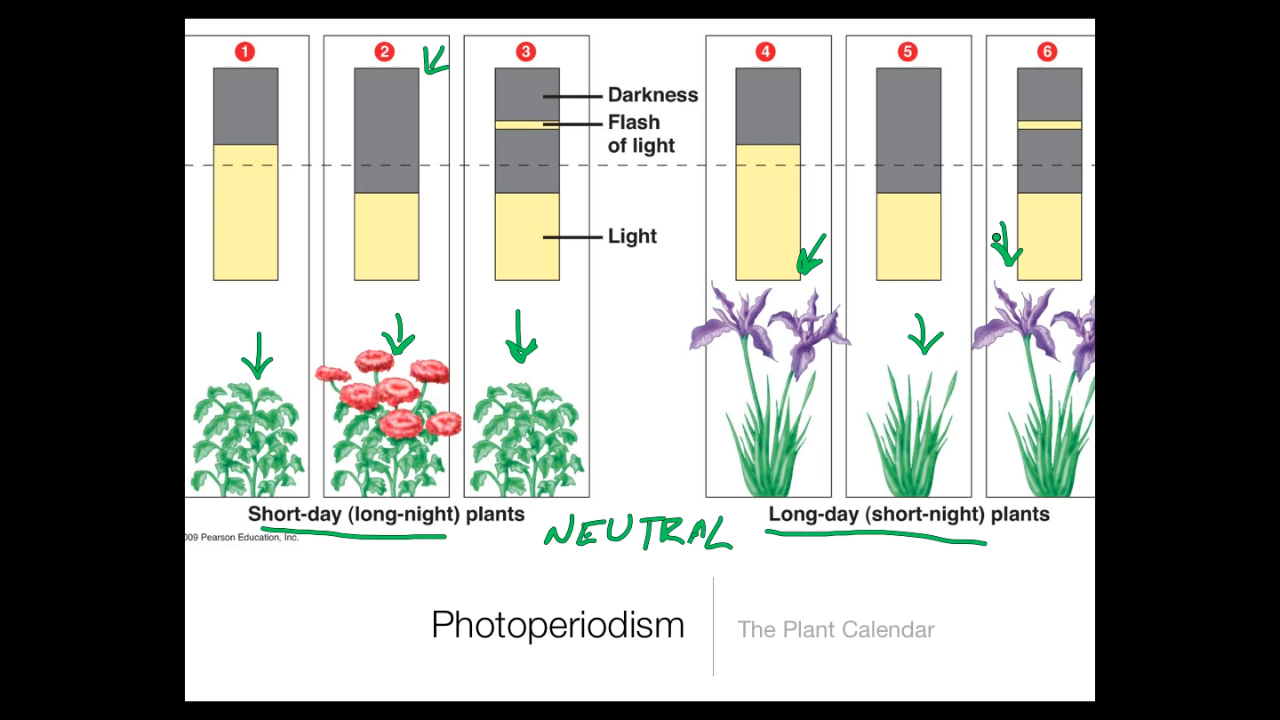 1
2
3
4
5
6
Darkness
Flash
of light
Light
Short-day (long-night) plants
NEUTRAL
Long-day (short-night) plants
09 Pearson Education, Inc.
Photoperiodism
The Plant Calendar